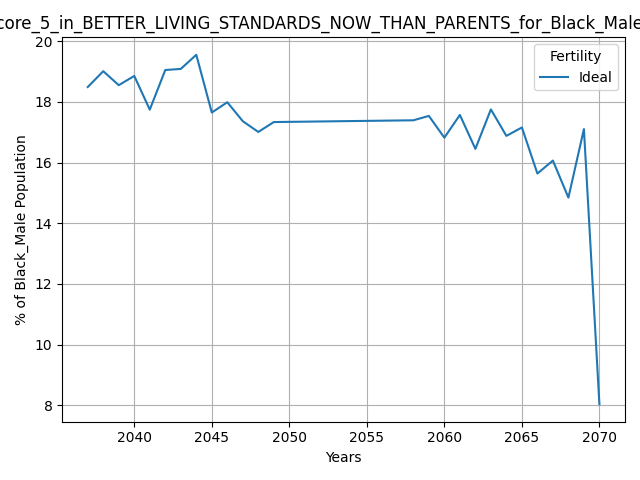 core_5_in_BETTER_LIVING_STANDARDS_NOW_THAN_PARENTS_for_Black_Male
Fertility
Ideal
% of Black_Male Population
20
18
16
14
12
10
8
2040 2045 2050 2055 2060 2065 2070
Years